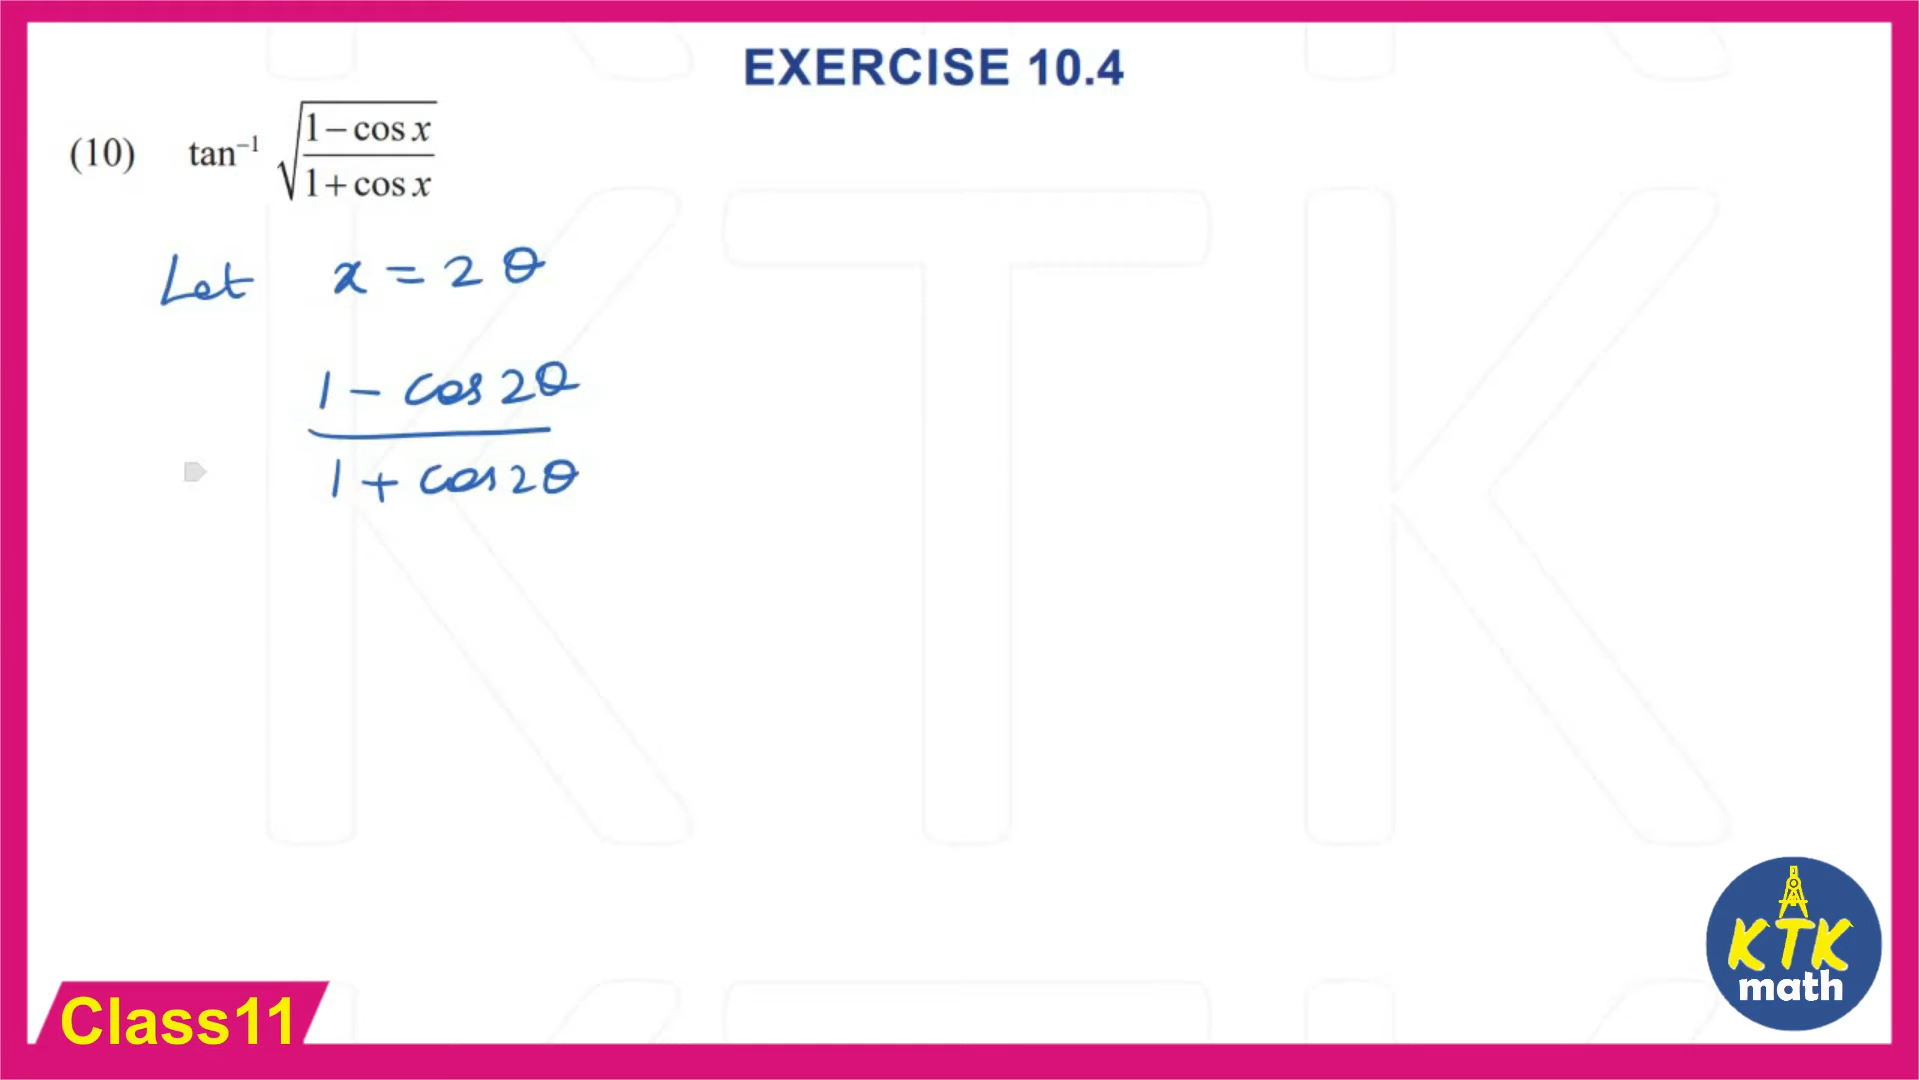 EXERCISE 10.4
(10) tan⁻¹ √((1 − cos x)/(1 + cos x))
Let x = 2θ
1 − cos 2θ
1 + cos 2θ
KTK
KTK
math
Class11